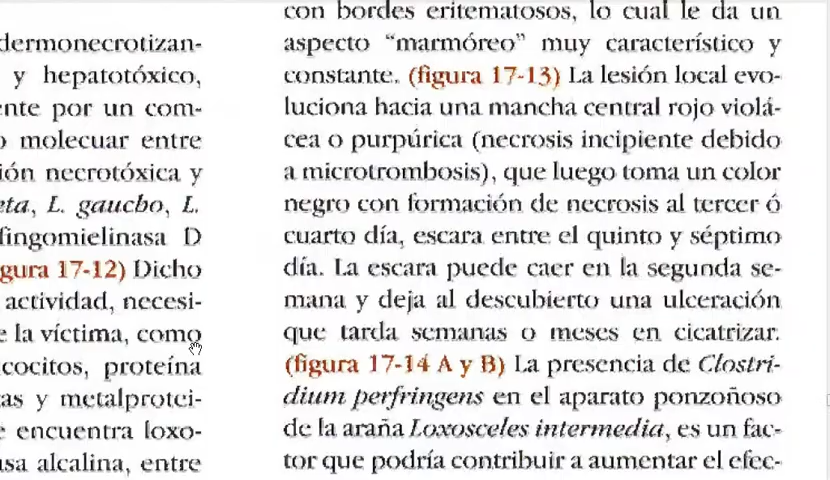 dermonecrotizan-
y hepatotóxico,
ente por un com-
o molecuar entre
ión necrotóxica y
eta, L. gaucho, L.
fingomielinasa D
gura 17-12) Dicho
actividad, necesi-
e la víctima, como
cocitos, proteína
as y metalprotei-
e encuentra loxo-
asa alcalina, entre
con bordes eritematosos, lo cual le da un
aspecto “marmóreo” muy característico y
constante. (figura 17-13) La lesión local evo-
luciona hacia una mancha central rojo violá-
cea o purpúrica (necrosis incipiente debido
a microtrombosis), que luego toma un color
negro con formación de necrosis al tercer ó
cuarto día, escara entre el quinto y séptimo
día. La escara puede caer en la segunda se-
mana y deja al descubierto una ulceración
que tarda semanas o meses en cicatrizar.
(figura 17-14 A y B) La presencia de Clostri-
dium perfringens en el aparato ponzoñoso
de la araña Loxosceles intermedia, es un fac-
tor que podría contribuir a aumentar el efec-